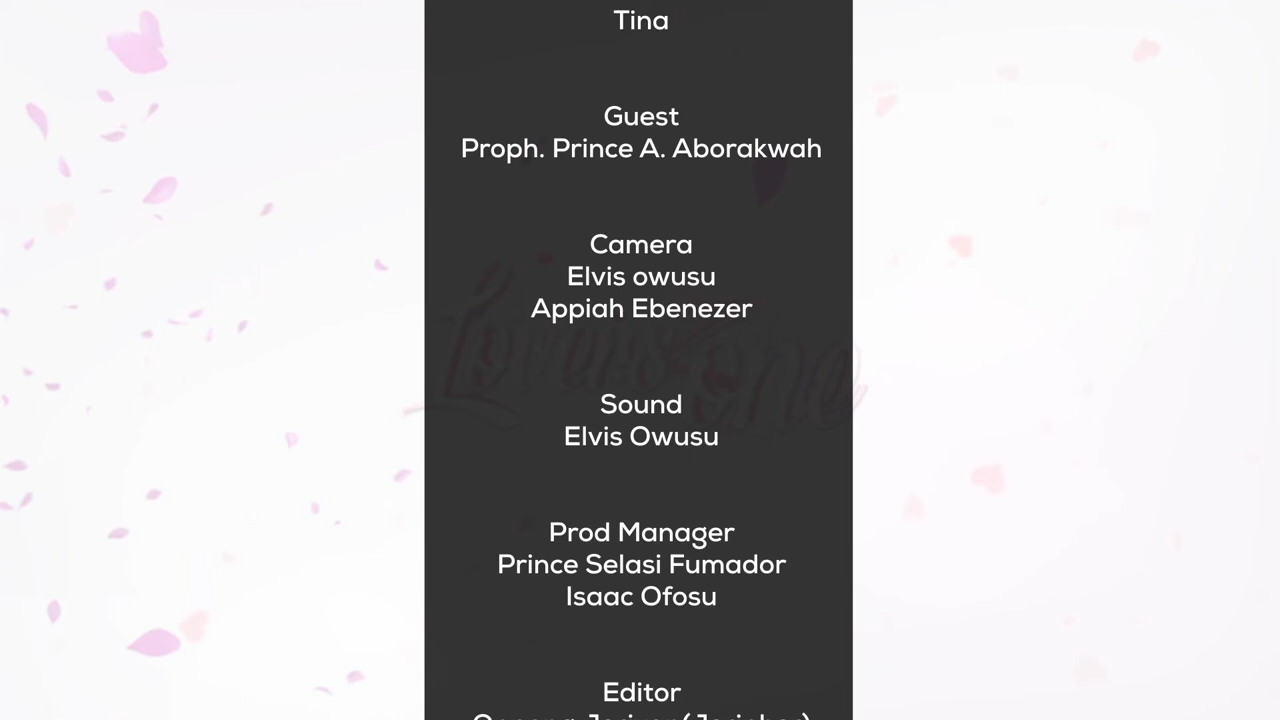 Tina
Guest
Proph. Prince A. Aborakwah
Camera
Elvis owusu
Appiah Ebenezer
Sound
Elvis Owusu
Prod Manager
Prince Selasi Fumador
Isaac Ofosu
Editor